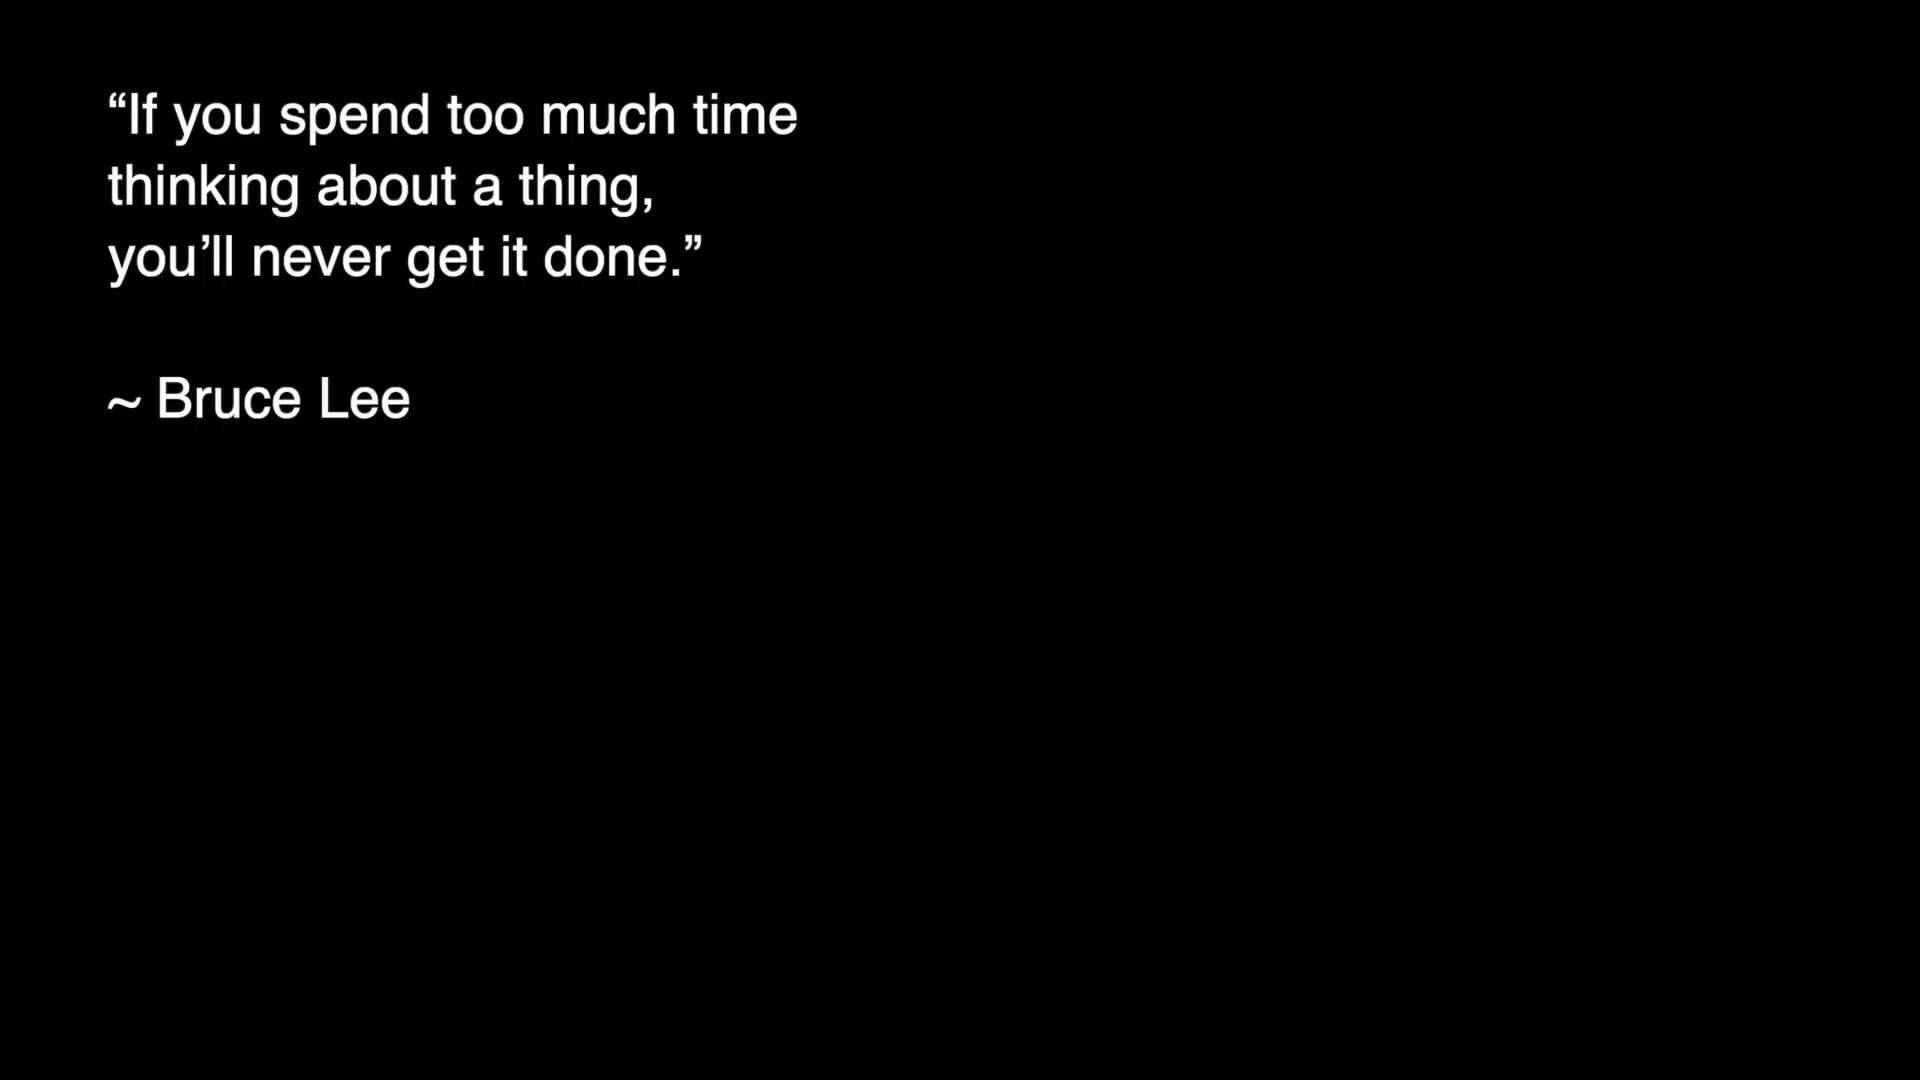 “If you spend too much time
thinking about a thing,
you’ll never get it done.”
~ Bruce Lee